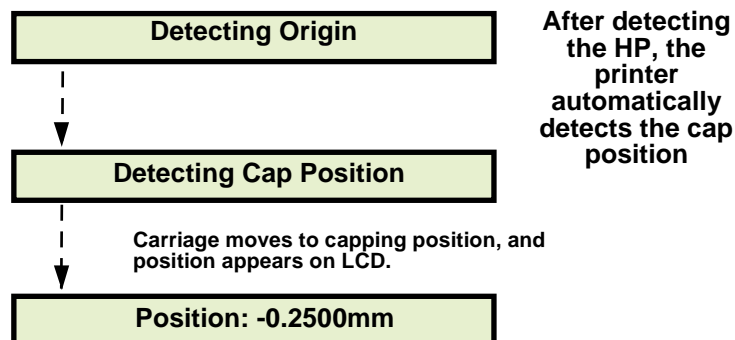 Detecting Origin
After detecting
the HP, the
printer
automatically
detects the cap
position
Detecting Cap Position
Carriage moves to capping position, and
position appears on LCD.
Position: -0.2500mm